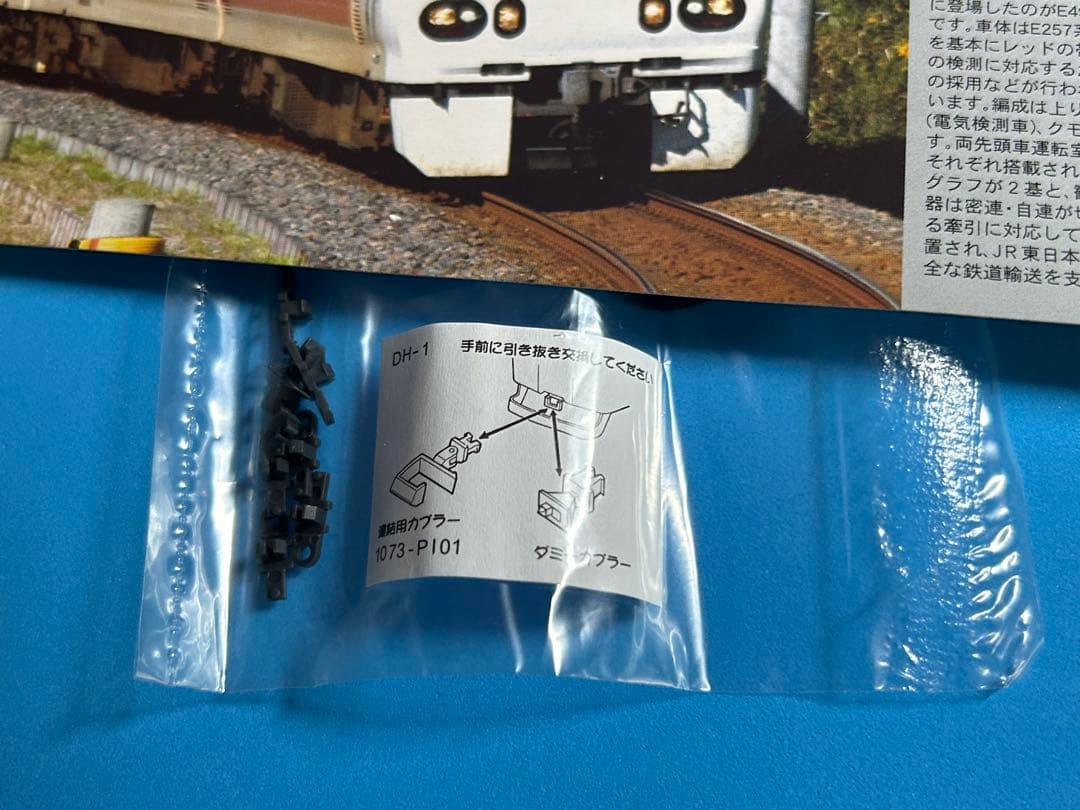 に登場したのがE49
です。車体はE257系
を基本にレッドの
の検測に対応する
の採用などが行わ
います。編成は上り
(電気検測車)、クモ
す。両先頭車運転室
それぞれ搭載され
グラフが2基と、
器は密連・自連が
る牽引に対応して
置され、JR東日本
全な鉄道輸送を支
DH-1
手前に引き抜き交換してください
連結用カプラー
1073-P101
ダミーカプラー